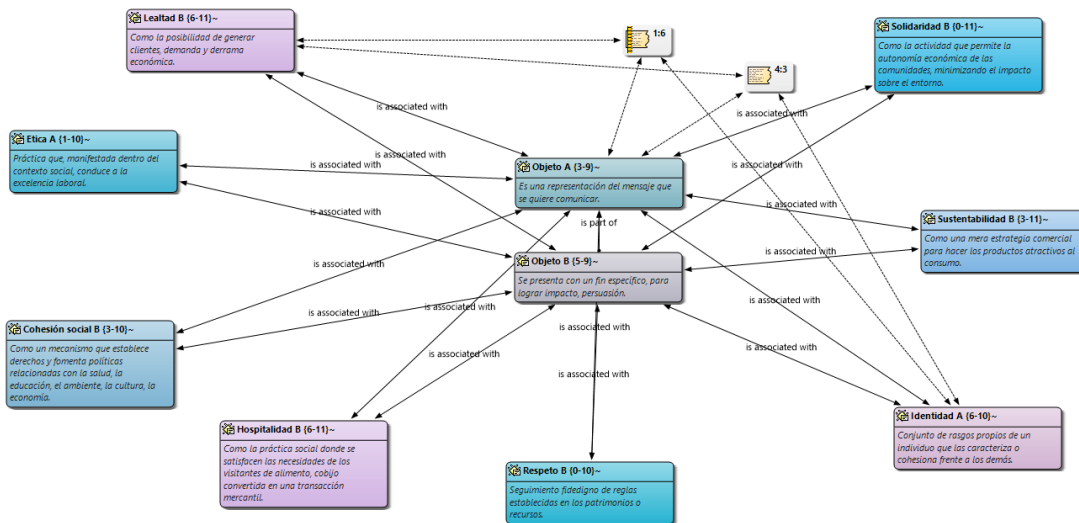 Lealtad B {6-11}~
Como la posibilidad de generar
clientes, demanda y derrama
económica.
1:6
4:3
Solidaridad B {0-11}~
Como la actividad que permite la
autonomía económica de las
comunidades, minimizando el impacto
sobre el entorno.
is associated with
is associated with
is associated with
Etica A {1-10}~
Práctica que, manifestada dentro del
contexto social, conduce a la
excelencia laboral.
is associated with
is associated with
Objeto A {3-9}~
Es una representación del mensaje que
se quiere comunicar.
is associated with
is associated with
is part of
Sustentabilidad B {3-11}~
Como una mera estrategia comercial
para hacer los productos atractivos al
consumo.
is associated with
is associated with
Objeto B {5-9}~
Se presenta con un fin específico, para
lograr impacto, persuasión.
is associated with
is associated with
is associated with
is associated with
Cohesión social B {3-10}~
Como un mecanismo que establece
derechos y fomenta políticas
relacionadas con la salud, la
educación, el ambiente, la cultura, la
economía.
is associated with
is associated with
is associated with
Hospitalidad B {6-11}~
Como la práctica social donde se
satisfacen las necesidades de los
visitantes de alimento, cobijo
convertida en una transacción
mercantil.
Identidad A {6-10}~
Conjunto de rasgos propios de un
individuo que las caracteriza o
cohesiona frente a los demás.
Respeto B {0-10}~
Seguimiento fidedigno de reglas
establecidas en los patrimonios o
recursos.